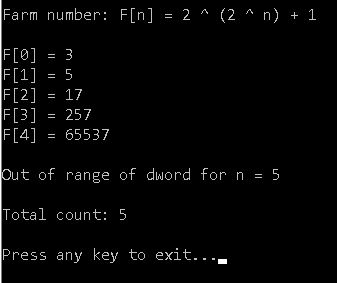 Farm number: F[n] = 2 ^ (2 ^ n) + 1
F[0] = 3
F[1] = 5
F[2] = 17
F[3] = 257
F[4] = 65537
Out of range of dword for n = 5
Total count: 5
Press any key to exit..._